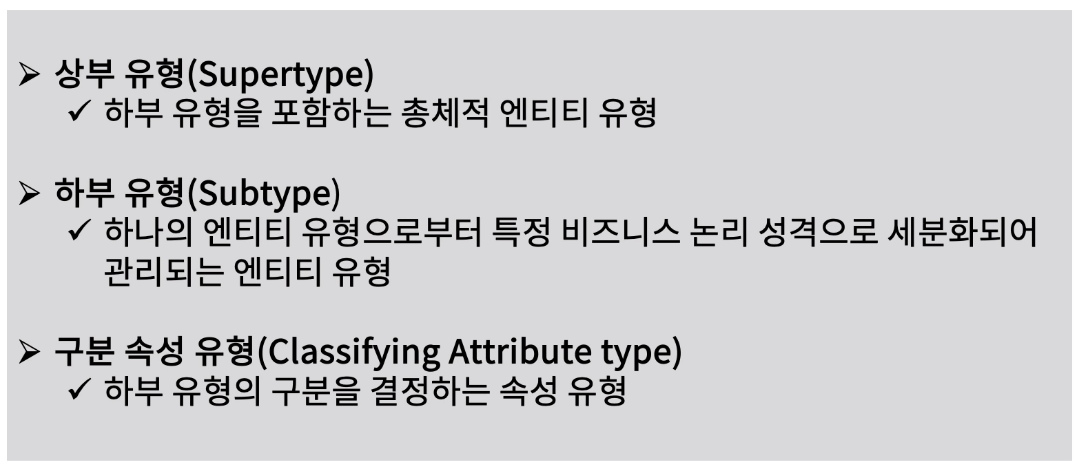 ➢ 상부 유형(Supertype)
✓ 하부 유형을 포함하는 총체적 엔티티 유형
➢ 하부 유형(Subtype)
✓ 하나의 엔티티 유형으로부터 특정 비즈니스 논리 성격으로 세분화되어
관리되는 엔티티 유형
➢ 구분 속성 유형(Classifying Attribute type)
✓ 하부 유형의 구분을 결정하는 속성 유형